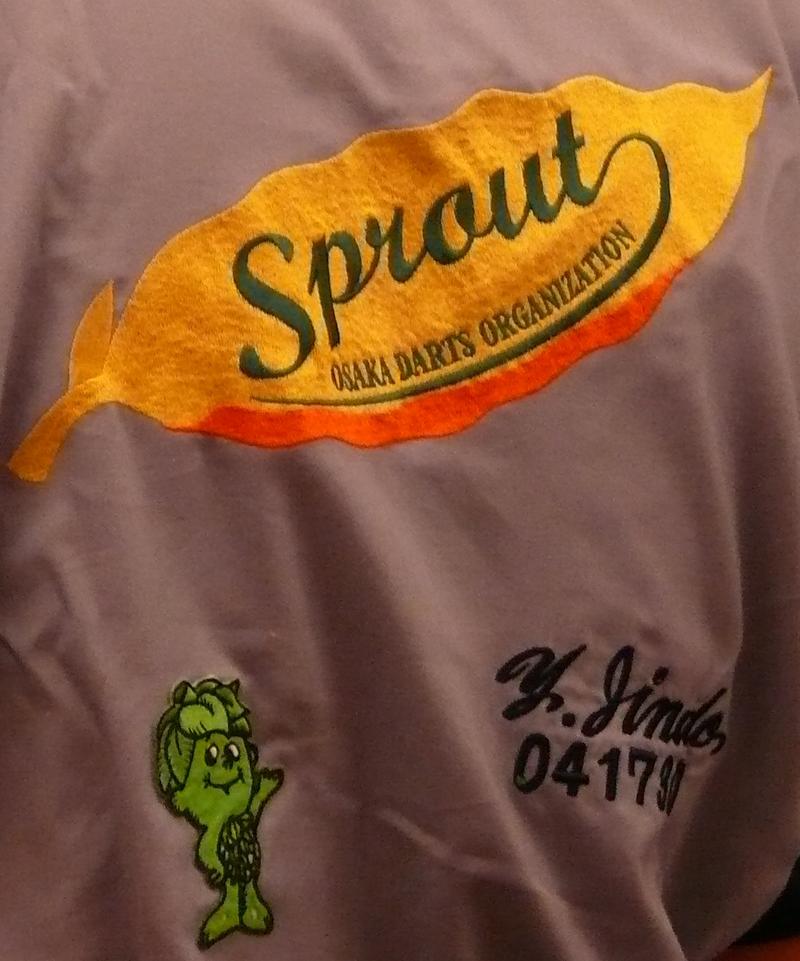 Sprout
OSAKA DARTS ORGANIZATION
Y. Jindo
041730